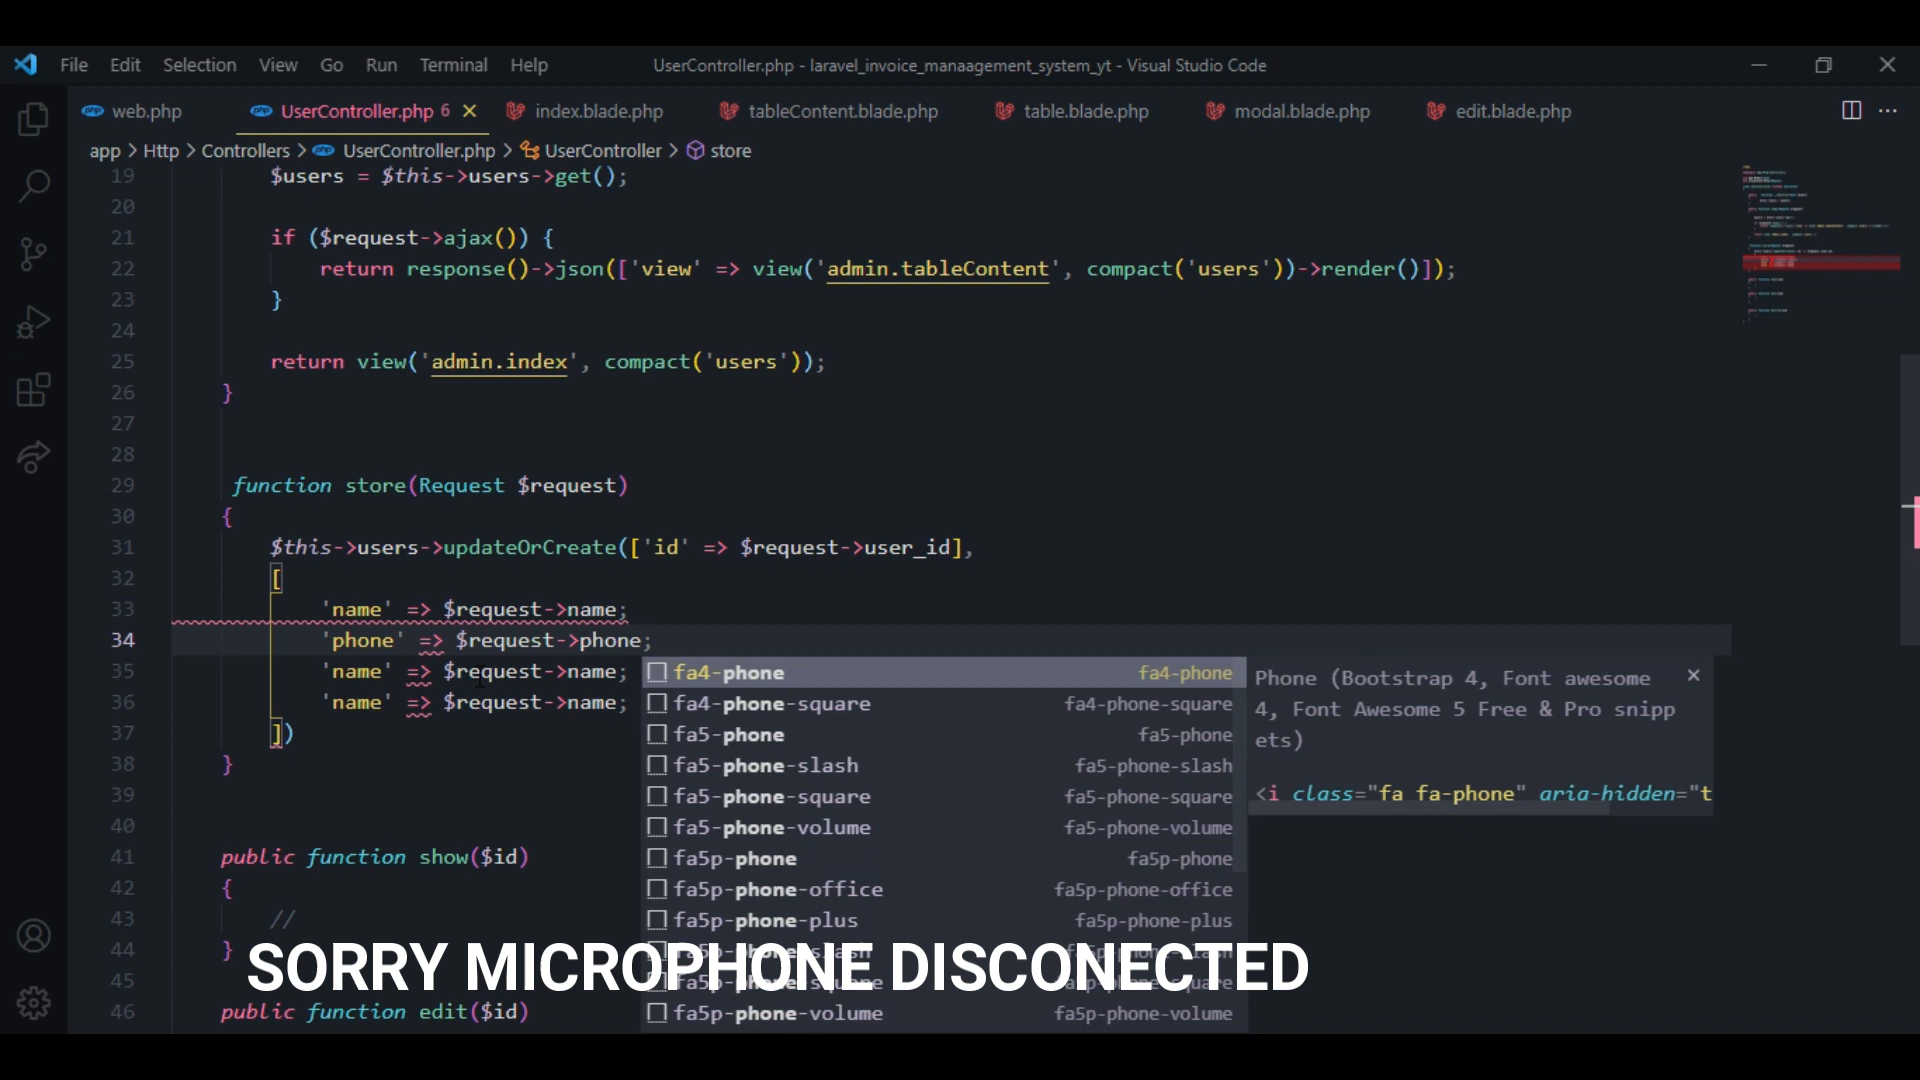 File Edit Selection View Go Run Terminal Help
UserController.php - laravel_invoice_manaagement_system_yt - Visual Studio Code
web.php UserController.php 6 index.blade.php tableContent.blade.php table.blade.php modal.blade.php edit.blade.php
app > Http > Controllers > UserController.php > UserController > store
19 $users = $this->users->get();
20
21 if ($request->ajax()) {
22 return response()->json(['view' => view('admin.tableContent', compact('users'))->render()]);
23 }
24
25 return view('admin.index', compact('users'));
26 }
27
28
29 function store(Request $request)
30 {
31 $this->users->updateOrCreate(['id' => $request->user_id],
32 [
33 'name' => $request->name;
34 'phone' => $request->phone;
35 'name' => $request->name;
36 'name' => $request->name;
37 ])
38 }
39
40
41 public function show($id)
42 {
43 //
44 }
45
46 public function edit($id)
fa4-phone fa4-phone
fa4-phone-square fa4-phone-square
fa5-phone fa5-phone
fa5-phone-slash fa5-phone-slash
fa5-phone-square fa5-phone-square
fa5-phone-volume fa5-phone-volume
fa5p-phone fa5p-phone
fa5p-phone-office fa5p-phone-office
fa5p-phone-plus fa5p-phone-plus
fa5p-phone-volume fa5p-phone-volume
Phone (Bootstrap 4, Font awesome
4, Font Awesome 5 Free & Pro snipp
ets)
<i class="fa fa-phone" aria-hidden="t
SORRY MICROPHONE DISCONECTED